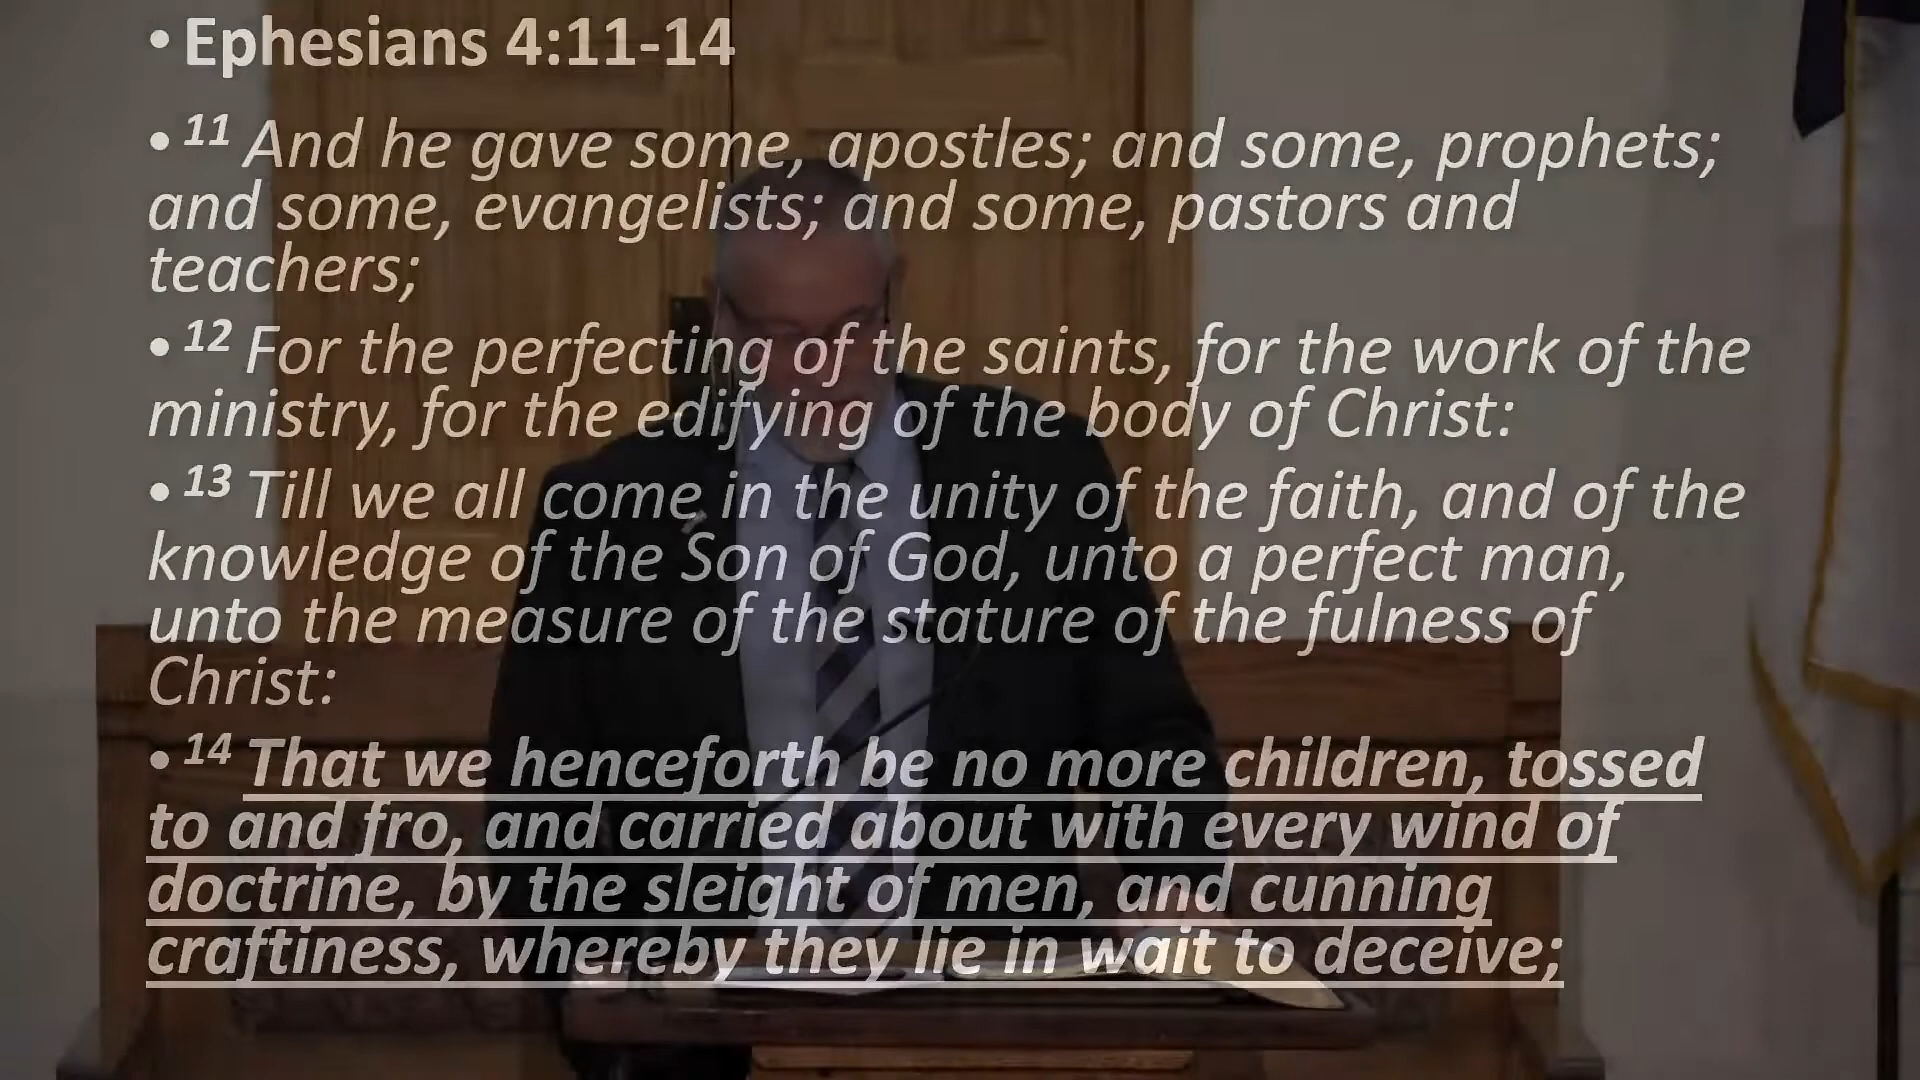 • Ephesians 4:11-14
• 11 And he gave some, apostles; and some, prophets;
and some, evangelists; and some, pastors and
teachers;
• 12 For the perfecting of the saints, for the work of the
ministry, for the edifying of the body of Christ:
• 13 Till we all come in the unity of the faith, and of the
knowledge of the Son of God, unto a perfect man,
unto the measure of the stature of the fulness of
Christ:
• 14 That we henceforth be no more children, tossed
to and fro, and carried about with every wind of
doctrine, by the sleight of men, and cunning
craftiness, whereby they lie in wait to deceive;